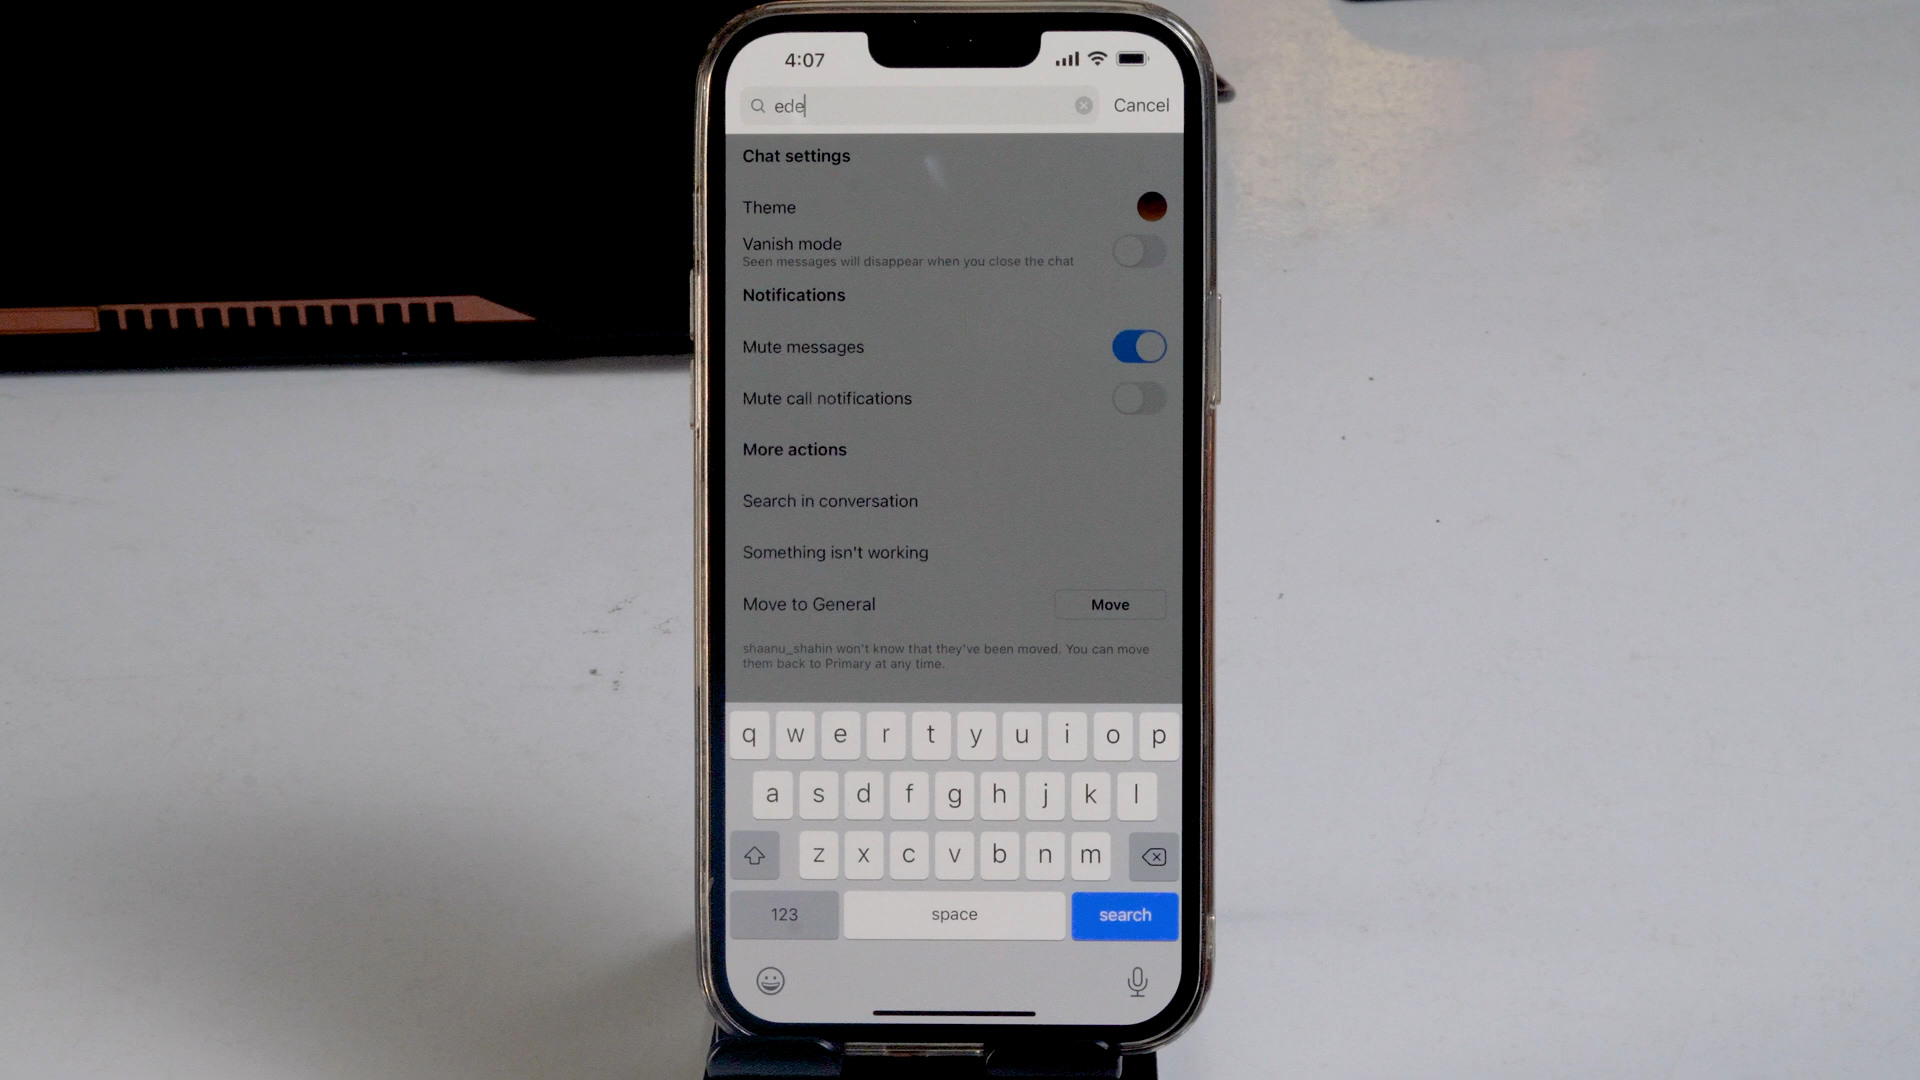 4:07
ede
Cancel
Chat settings
Theme
Vanish mode
Seen messages will disappear when you close the chat
Notifications
Mute messages
Mute call notifications
More actions
Search in conversation
Something isn't working
Move to General
Move
shaanu_shahin won't know that they've been moved. You can move
them back to Primary at any time.
q w e r t y u i o p
a s d f g h j k l
z x c v b n m
123
space
search